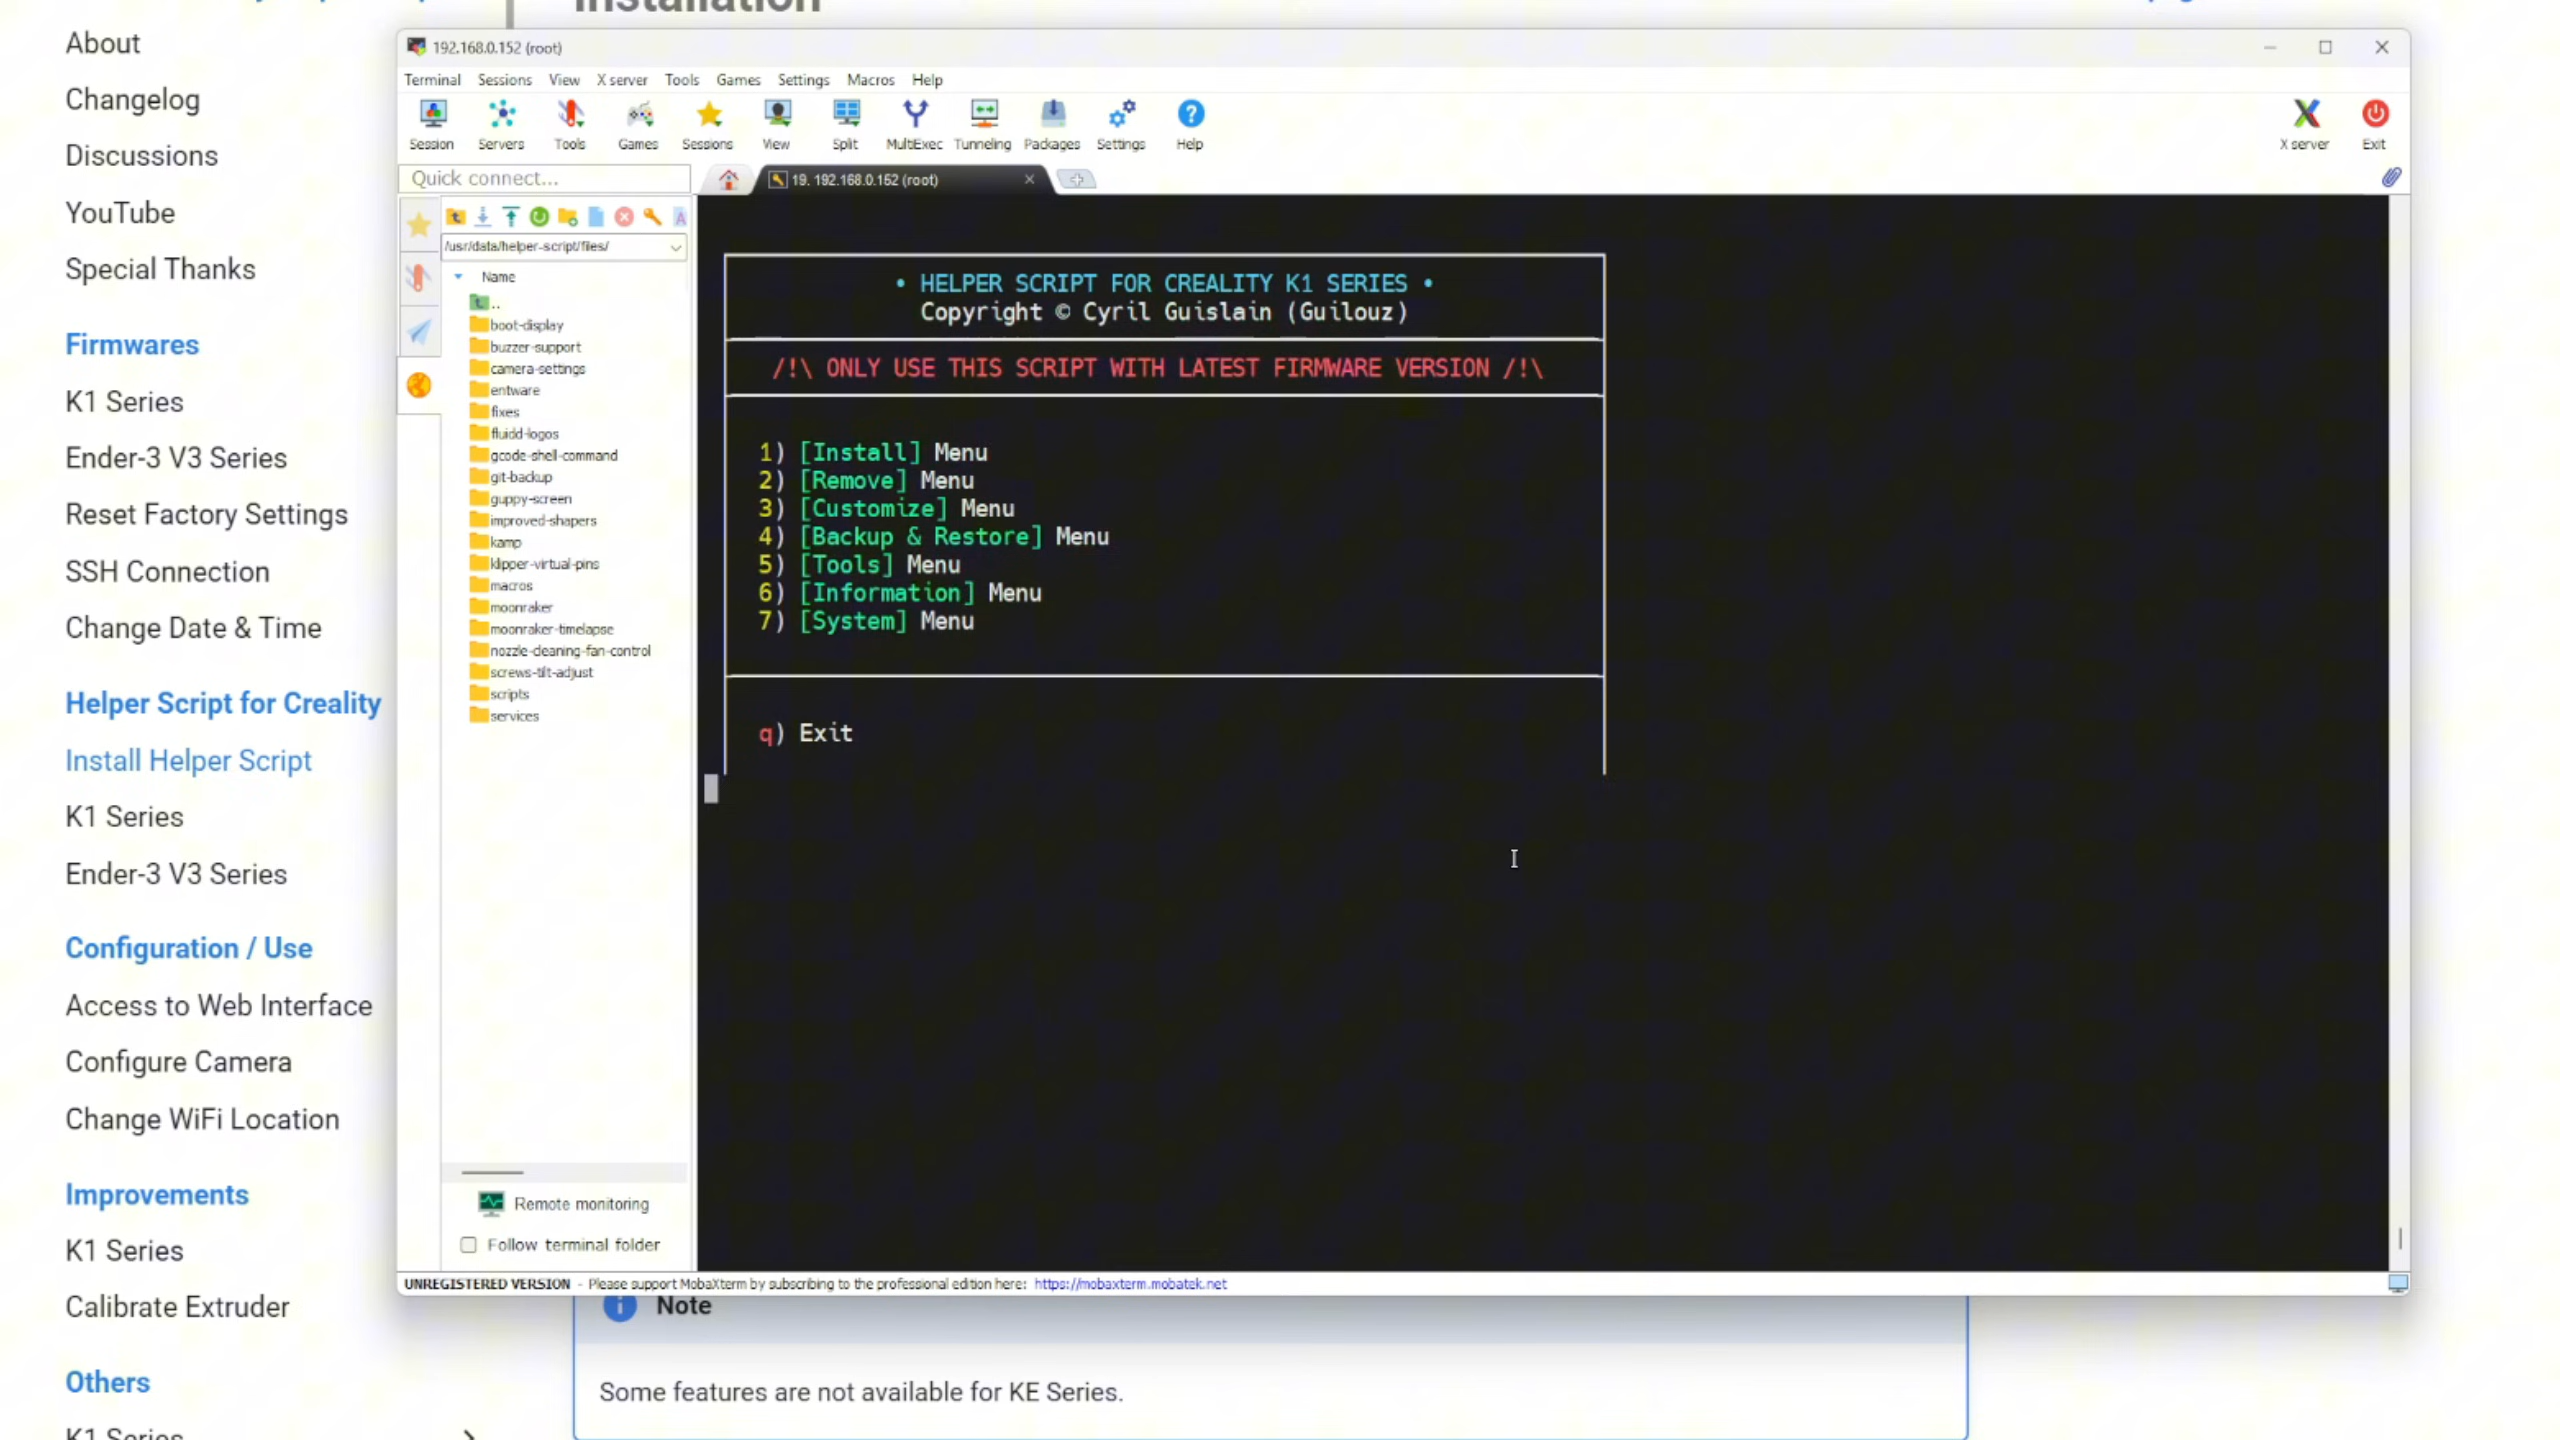 Installation
About
Changelog
Discussions
YouTube
Special Thanks
Firmwares
K1 Series
Ender-3 V3 Series
Reset Factory Settings
SSH Connection
Change Date & Time
Helper Script for Creality
Install Helper Script
K1 Series
Ender-3 V3 Series
Configuration / Use
Access to Web Interface
Configure Camera
Change WiFi Location
Improvements
K1 Series
Calibrate Extruder
Others
K1 Series
192.168.0.152 (root)
Terminal Sessions View X server Tools Games Settings Macros Help
Session Servers Tools Games Sessions View Split MultiExec Tunneling Packages Settings Help X server Exit
Quick connect...
19. 192.168.0.152 (root)
/usr/data/helper-script/files/
Name
..
boot-display
buzzer-support
camera-settings
entware
fixes
fluidd-logos
gcode-shell-command
git-backup
guppy-screen
improved-shapers
kamp
klipper-virtual-pins
macros
moonraker
moonraker-timelapse
nozzle-cleaning-fan-control
screws-tilt-adjust
scripts
services
Remote monitoring
Follow terminal folder
• HELPER SCRIPT FOR CREALITY K1 SERIES •
Copyright © Cyril Guislain (Guilouz)
/!\ ONLY USE THIS SCRIPT WITH LATEST FIRMWARE VERSION /!\
1) [Install] Menu
2) [Remove] Menu
3) [Customize] Menu
4) [Backup & Restore] Menu
5) [Tools] Menu
6) [Information] Menu
7) [System] Menu
q) Exit
UNREGISTERED VERSION - Please support MobaXterm by subscribing to the professional edition here: https://mobaxterm.mobatek.net
Note
Some features are not available for KE Series.